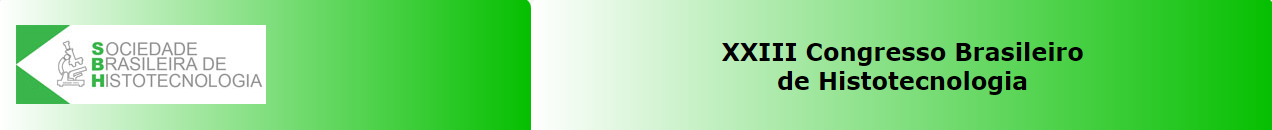 SOCIEDADE
BRASILEIRA DE
HISTOTECNOLOGIA
XXIII Congresso Brasileiro
de Histotecnologia